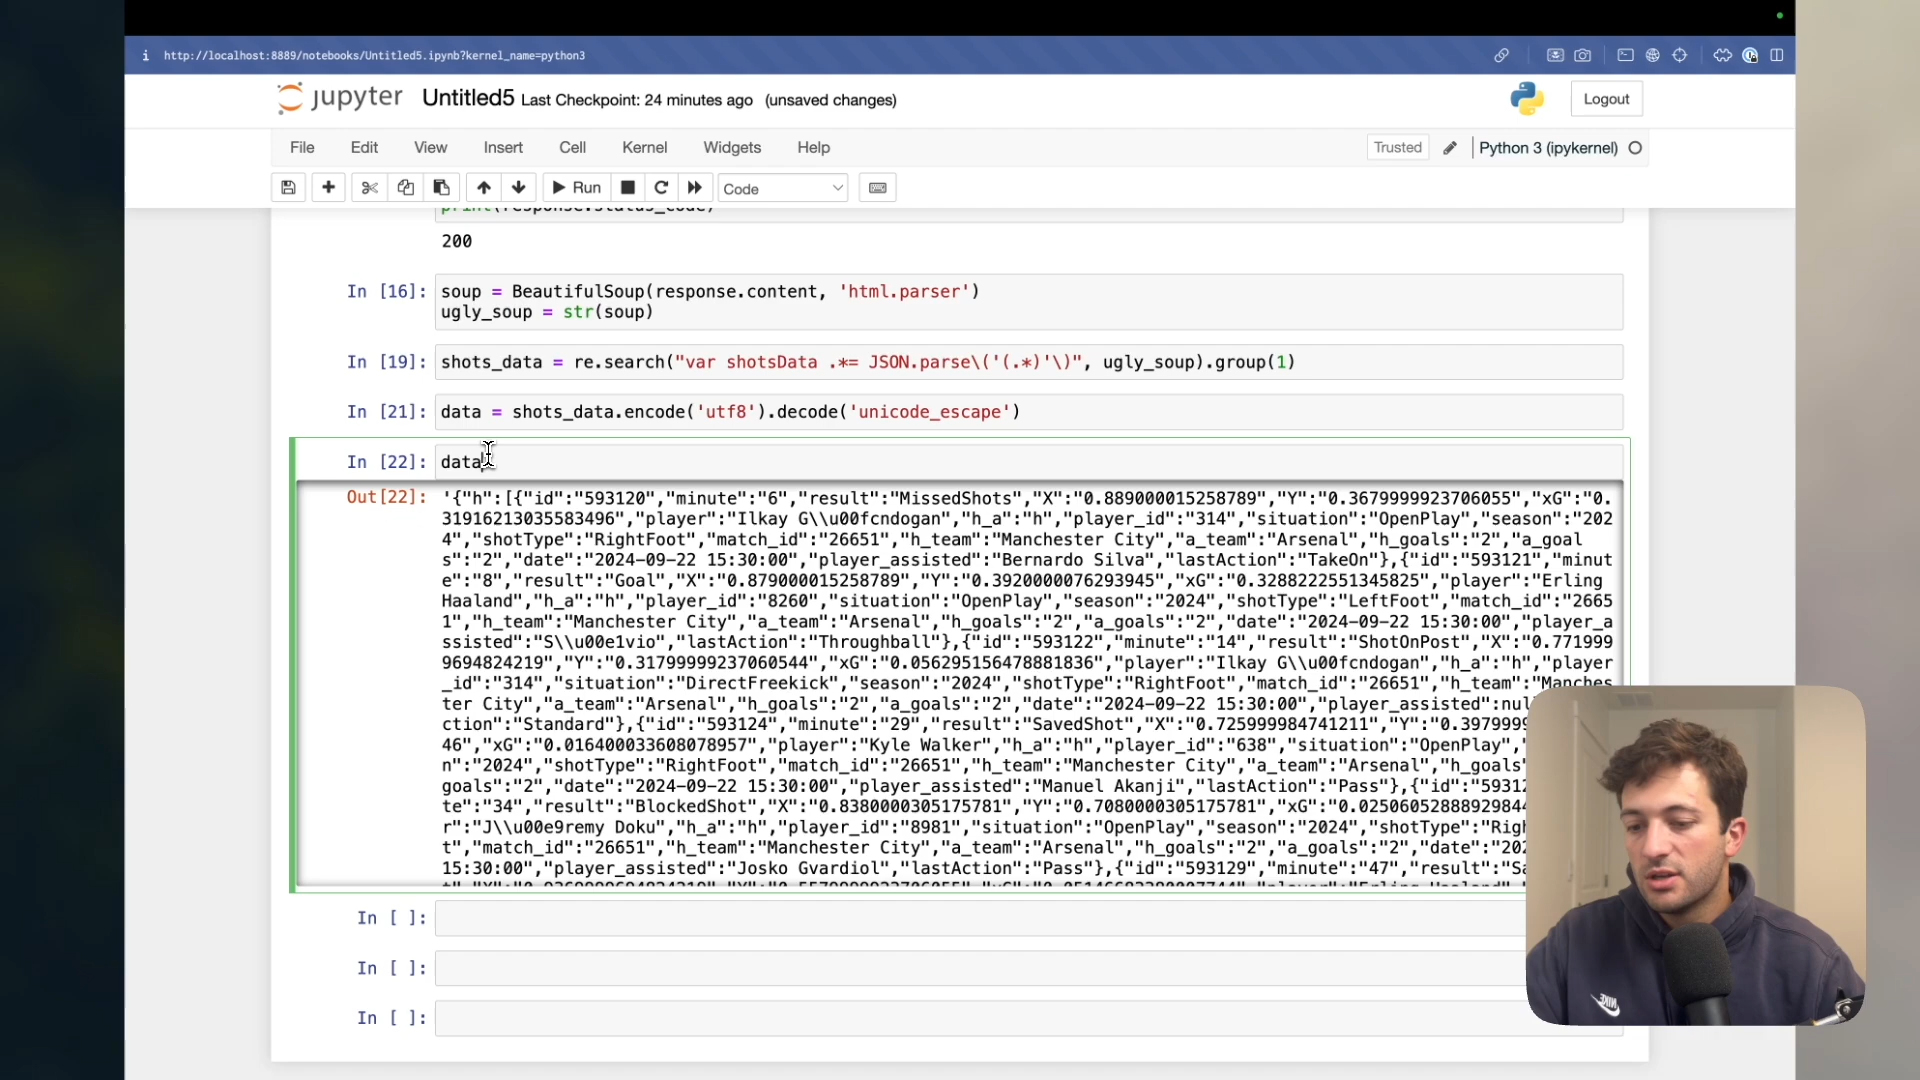 http://localhost:8889/notebooks/Untitled5.ipynb?kernel_name=python3
jupyter Untitled5 Last Checkpoint: 24 minutes ago (unsaved changes)
Logout
File Edit View Insert Cell Kernel Widgets Help
Trusted Python 3 (ipykernel)
Run Code
print(response.status_code)
200
In [16]: soup = BeautifulSoup(response.content, 'html.parser')
ugly_soup = str(soup)
In [19]: shots_data = re.search("var shotsData .*= JSON.parse\('(.*)'\)", ugly_soup).group(1)
In [21]: data = shots_data.encode('utf8').decode('unicode_escape')
In [22]: data
Out[22]: '{"h":[{"id":"593120","minute":"6","result":"MissedShots","X":"0.889000015258789","Y":"0.3679999923706055","xG":"0.
31916213035583496","player":"Ilkay G\\u00fcndogan","h_a":"h","player_id":"314","situation":"OpenPlay","season":"202
4","shotType":"RightFoot","match_id":"26651","h_team":"Manchester City","a_team":"Arsenal","h_goals":"2","a_goal
s":"2","date":"2024-09-22 15:30:00","player_assisted":"Bernardo Silva","lastAction":"TakeOn"},{"id":"593121","minut
e":"8","result":"Goal","X":"0.879000015258789","Y":"0.3920000076293945","xG":"0.3288222551345825","player":"Erling
Haaland","h_a":"h","player_id":"8260","situation":"OpenPlay","season":"2024","shotType":"LeftFoot","match_id":"2665
1","h_team":"Manchester City","a_team":"Arsenal","h_goals":"2","a_goals":"2","date":"2024-09-22 15:30:00","player_a
ssisted":"S\\u00e1vio","lastAction":"Throughball"},{"id":"593122","minute":"14","result":"ShotOnPost","X":"0.771999
9694824219","Y":"0.31799999237060544","xG":"0.056295156478881836","player":"Ilkay G\\u00fcndogan","h_a":"h","player
_id":"314","situation":"DirectFreekick","season":"2024","shotType":"RightFoot","match_id":"26651","h_team":"Manches
ter City","a_team":"Arsenal","h_goals":"2","a_goals":"2","date":"2024-09-22 15:30:00","player_assisted":nul
ction":"Standard"},{"id":"593124","minute":"29","result":"SavedShot","X":"0.725999984741211","Y":"0.397999
46","xG":"0.016400033608078957","player":"Kyle Walker","h_a":"h","player_id":"638","situation":"OpenPlay",
n":"2024","shotType":"RightFoot","match_id":"26651","h_team":"Manchester City","a_team":"Arsenal","h_goals"
goals":"2","date":"2024-09-22 15:30:00","player_assisted":"Manuel Akanji","lastAction":"Pass"},{"id":"59312
te":"34","result":"BlockedShot","X":"0.8380000305175781","Y":"0.7080000305175781","xG":"0.0250605288892984
r":"J\\u00e9remy Doku","h_a":"h","player_id":"8981","situation":"OpenPlay","season":"2024","shotType":"Rig
t","match_id":"26651","h_team":"Manchester City","a_team":"Arsenal","h_goals":"2","a_goals":"2","date":"202
15:30:00","player_assisted":"Josko Gvardiol","lastAction":"Pass"},{"id":"593129","minute":"47","result":"Sa
In [ ]:
In [ ]:
In [ ]:
NIKE